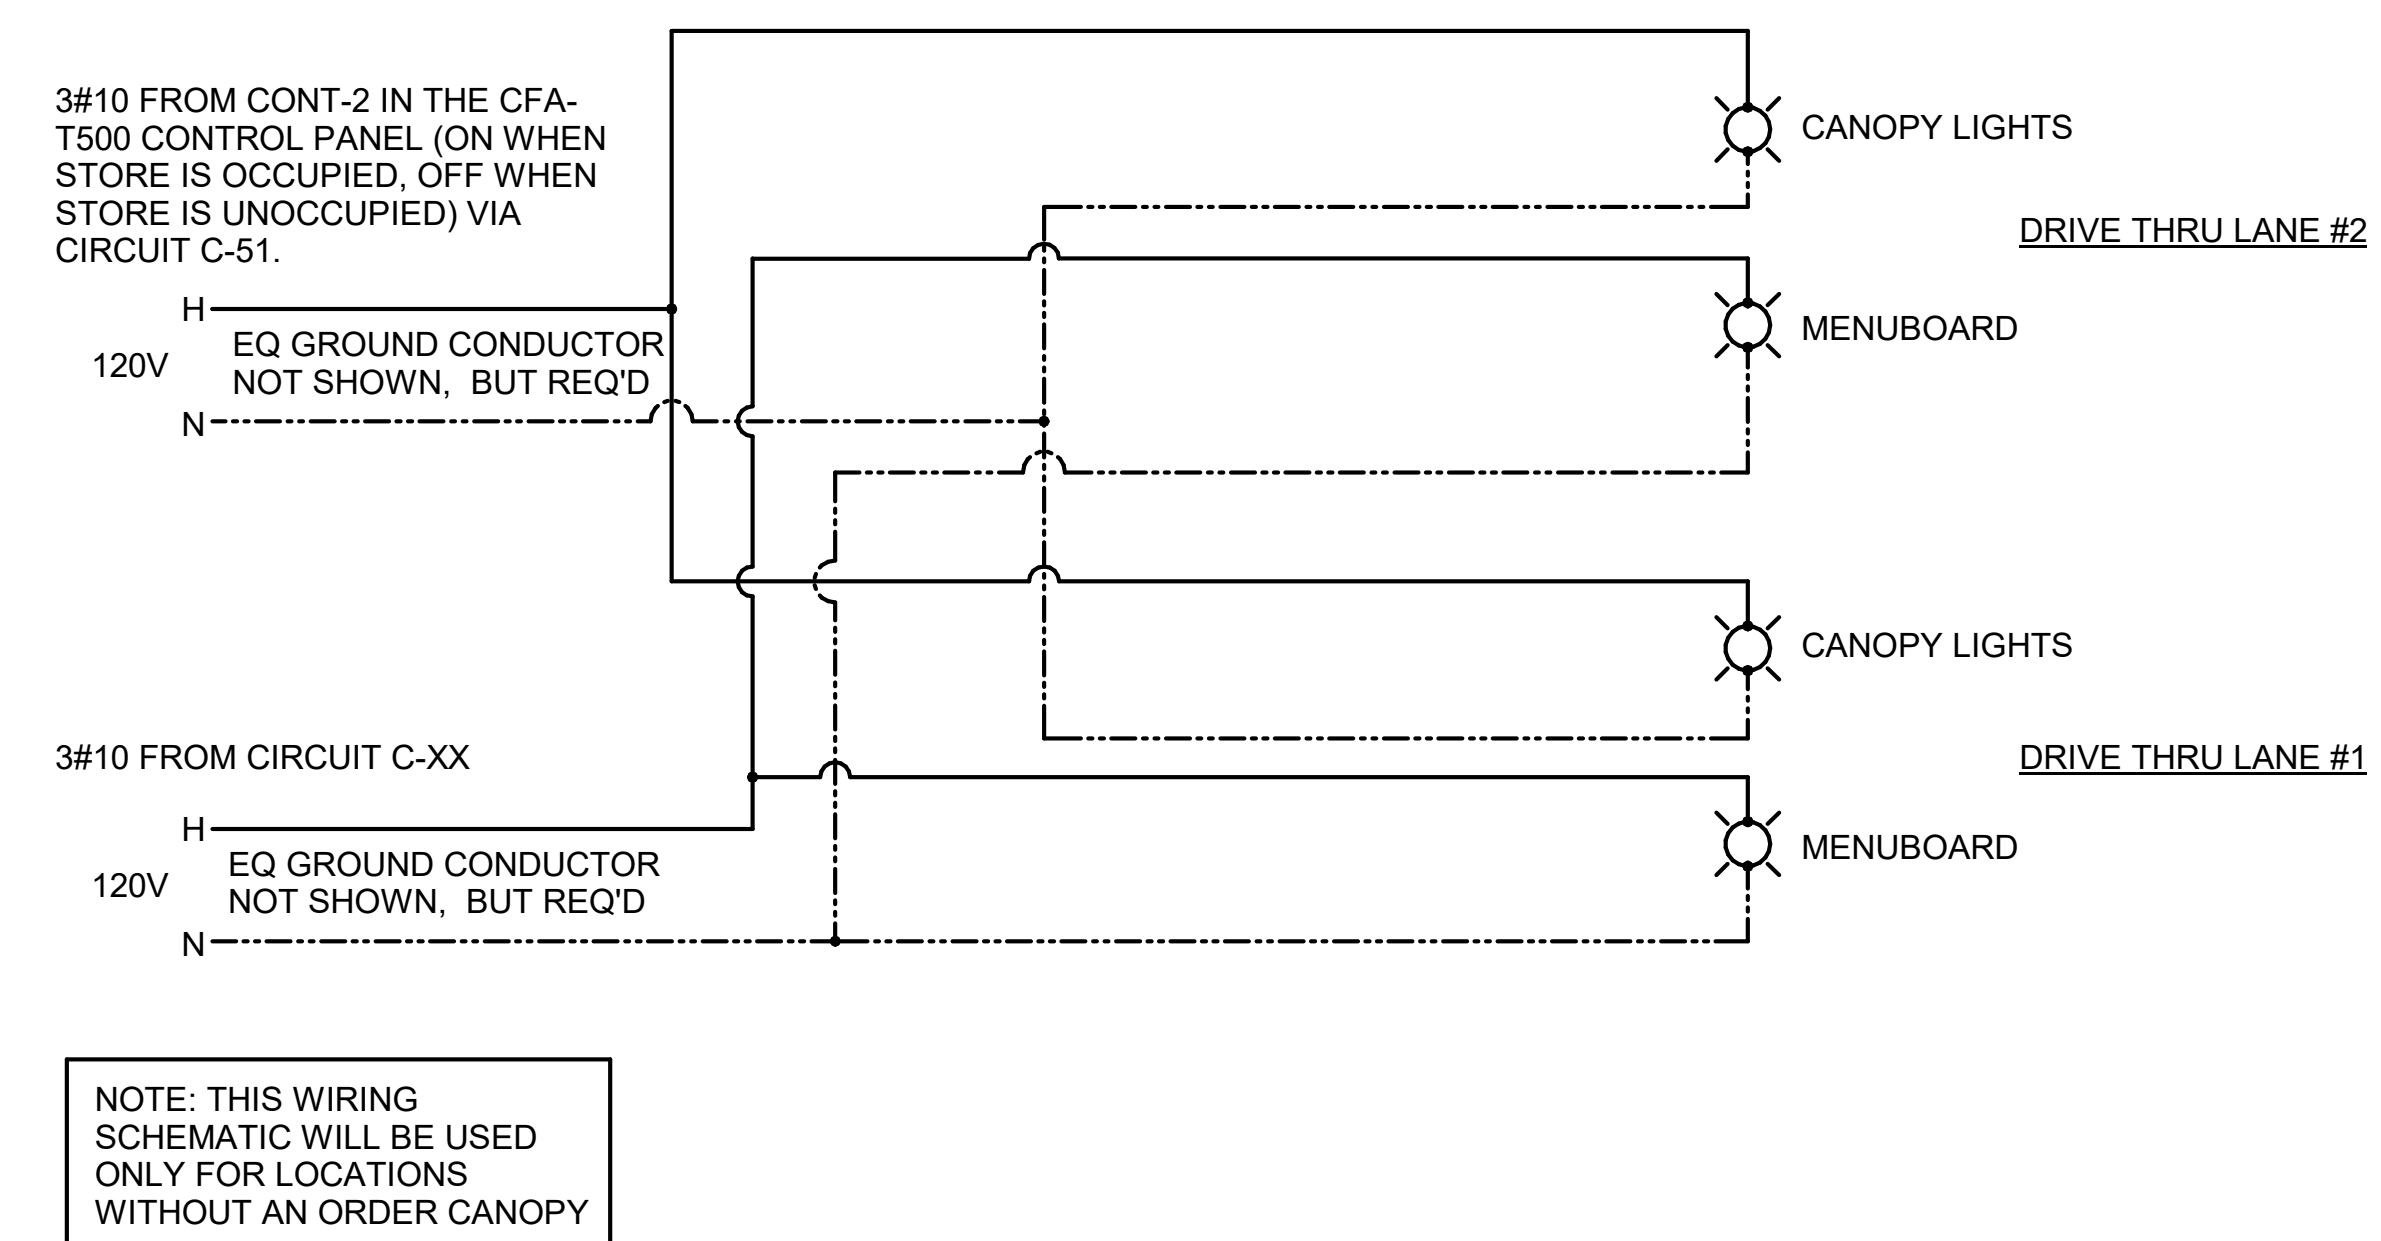 3#10 FROM CONT-2 IN THE CFA-
T500 CONTROL PANEL (ON WHEN
STORE IS OCCUPIED, OFF WHEN
STORE IS UNOCCUPIED) VIA
CIRCUIT C-51.
CANOPY LIGHTS
DRIVE THRU LANE #2
H
EQ GROUND CONDUCTOR
NOT SHOWN,  BUT REQ'D
120V
N
MENUBOARD
CANOPY LIGHTS
3#10 FROM CIRCUIT C-XX
DRIVE THRU LANE #1
H
EQ GROUND CONDUCTOR
NOT SHOWN,  BUT REQ'D
120V
N
MENUBOARD
NOTE: THIS WIRING
SCHEMATIC WILL BE USED
ONLY FOR LOCATIONS
WITHOUT AN ORDER CANOPY